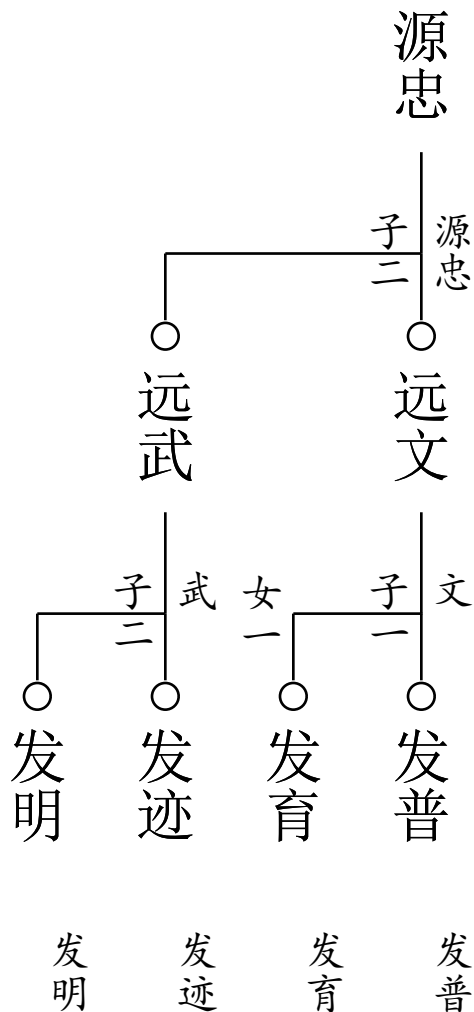 源忠
源忠
子二
远文
远武
文
子一
女一
武
子二
发普
发育
发迹
发明
发普
发育
发迹
发明